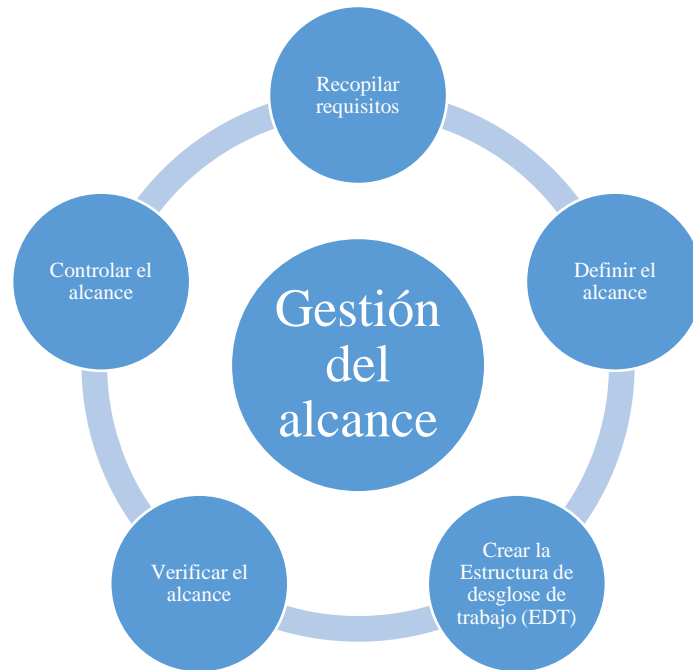 Recopilar
requisitos
Definir el
alcance
Crear la
Estructura de
desglose de
trabajo (EDT)
Verificar el
alcance
Controlar el
alcance
Gestión
del
alcance